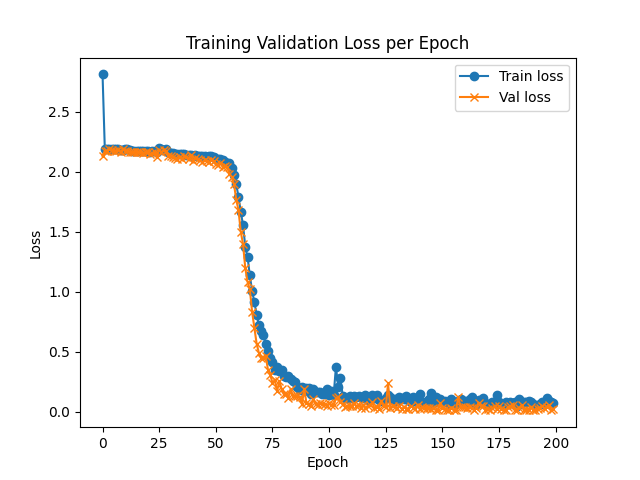 Training Validation Loss per Epoch
Train loss
Val loss
2.5
2.0
1.5
1.0
0.5
0.0
Loss
0 25 50 75 100 125 150 175 200
Epoch